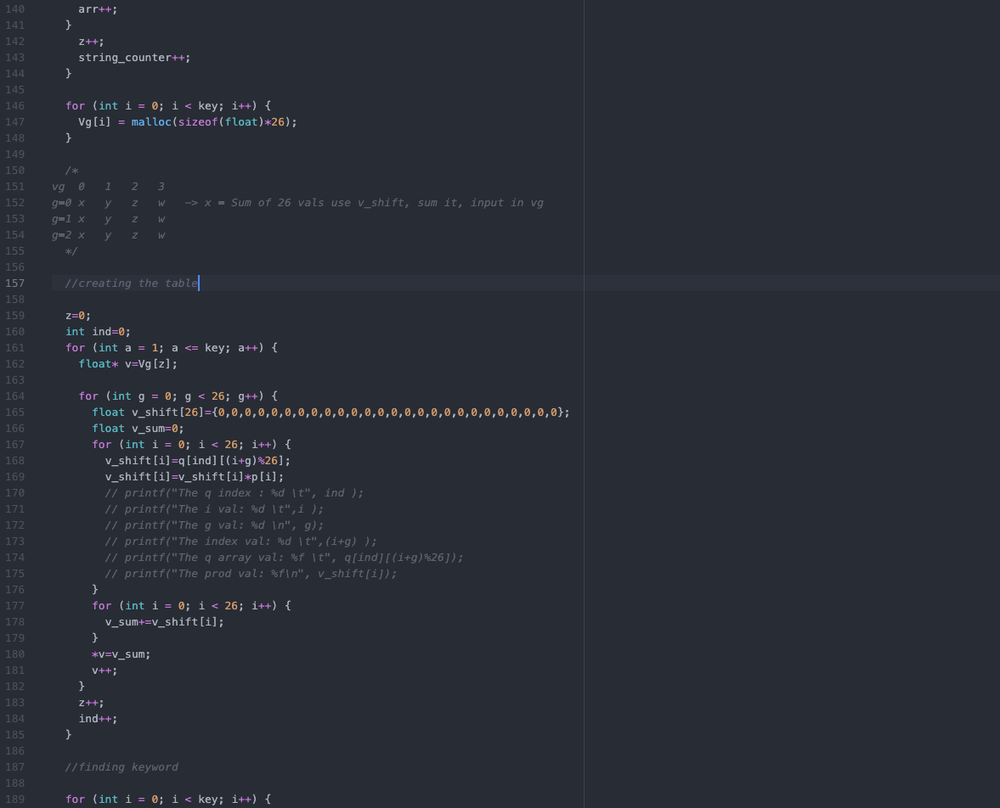 140 arr++;
141 }
142 z++;
143 string_counter++;
144 }
145
146 for (int i = 0; i < key; i++) {
147 Vg[i] = malloc(sizeof(float)*26);
148 }
149
150 /*
151 vg 0 1 2 3
152 g=0 x y z w —> x = Sum of 26 vals use v_shift, sum it, input in vg
153 g=1 x y z w
154 g=2 x y z w
155 */
156
157 //creating the table
158
159 z=0;
160 int ind=0;
161 for (int a = 1; a <= key; a++) {
162 float* v=Vg[z];
163
164 for (int g = 0; g < 26; g++) {
165 float v_shift[26]={0,0,0,0,0,0,0,0,0,0,0,0,0,0,0,0,0,0,0,0,0,0,0,0,0,0};
166 float v_sum=0;
167 for (int i = 0; i < 26; i++) {
168 v_shift[i]=q[ind][(i+g)%26];
169 v_shift[i]=v_shift[i]*p[i];
170 // printf("The q index : %d \t", ind );
171 // printf("The i val: %d \t",i );
172 // printf("The g val: %d \n", g);
173 // printf("The index val: %d \t",(i+g) );
174 // printf("The q array val: %f \t", q[ind][(i+g)%26]);
175 // printf("The prod val: %f\n", v_shift[i]);
176 }
177 for (int i = 0; i < 26; i++) {
178 v_sum+=v_shift[i];
179 }
180 *v=v_sum;
181 v++;
182 }
183 z++;
184 ind++;
185 }
186
187 //finding keyword
188
189 for (int i = 0; i < key; i++) {